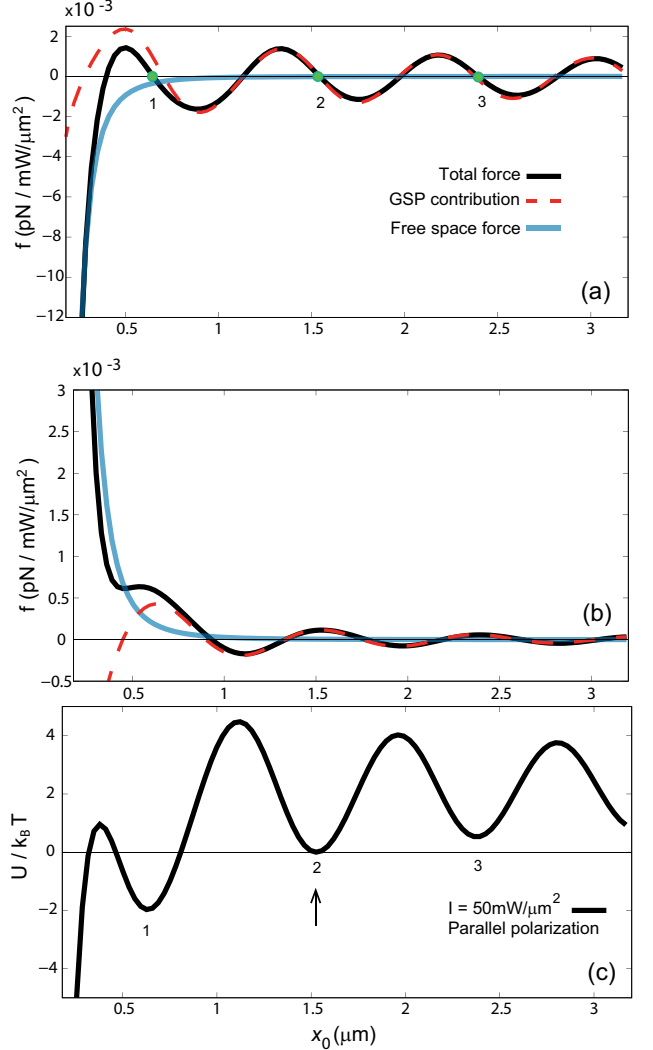 x10 -3
2
0
−2
−4
−6
−8
−10
−12
f (pN / mW/μm2)
1
2
3
Total force
GSP contribution
Free space force
(a)
0.5 1 1.5 2 2.5 3
x10 -3
3
2.5
2
1.5
1
0.5
0
−0.5
f (pN / mW/μm2)
(b)
0.5 1 1.5 2 2.5 3
4
2
0
−2
−4
U / kB T
1
2
3
I = 50mW/μm2
Parallel polarization
(c)
0.5 1 1.5 2 2.5 3
x0 (μm)